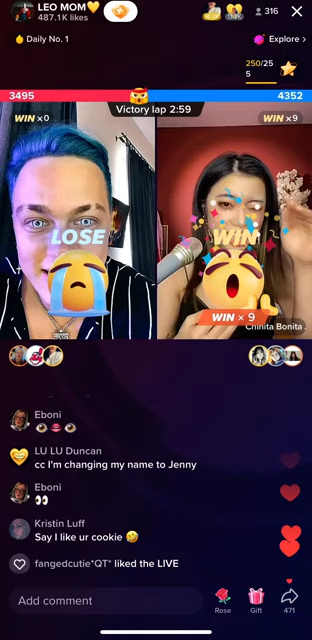 LEO MOM💛
487.1K likes
316
Daily No. 1
Explore >
250/25
5
3495
4352
Victory lap 2:59
WIN x0
WIN x9
LOSE
WIN
WIN × 9
Chinita Bonita .
Eboni
👁️👄👁️
LU LU Duncan
cc I'm changing my name to Jenny
Eboni
👀
Kristin Luff
Say I like ur cookie 🤣
fangedcutie*QT* liked the LIVE
Add comment
Rose
Gift
471